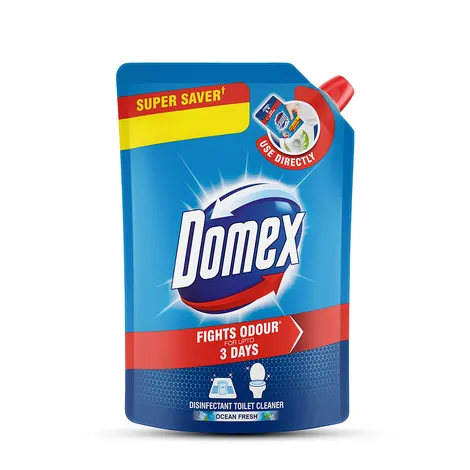 SUPER SAVER†
USE DIRECTLY
Domex
FIGHTS ODOUR^
FOR UPTO
3 DAYS
DISINFECTANT TOILET CLEANER
OCEAN FRESH